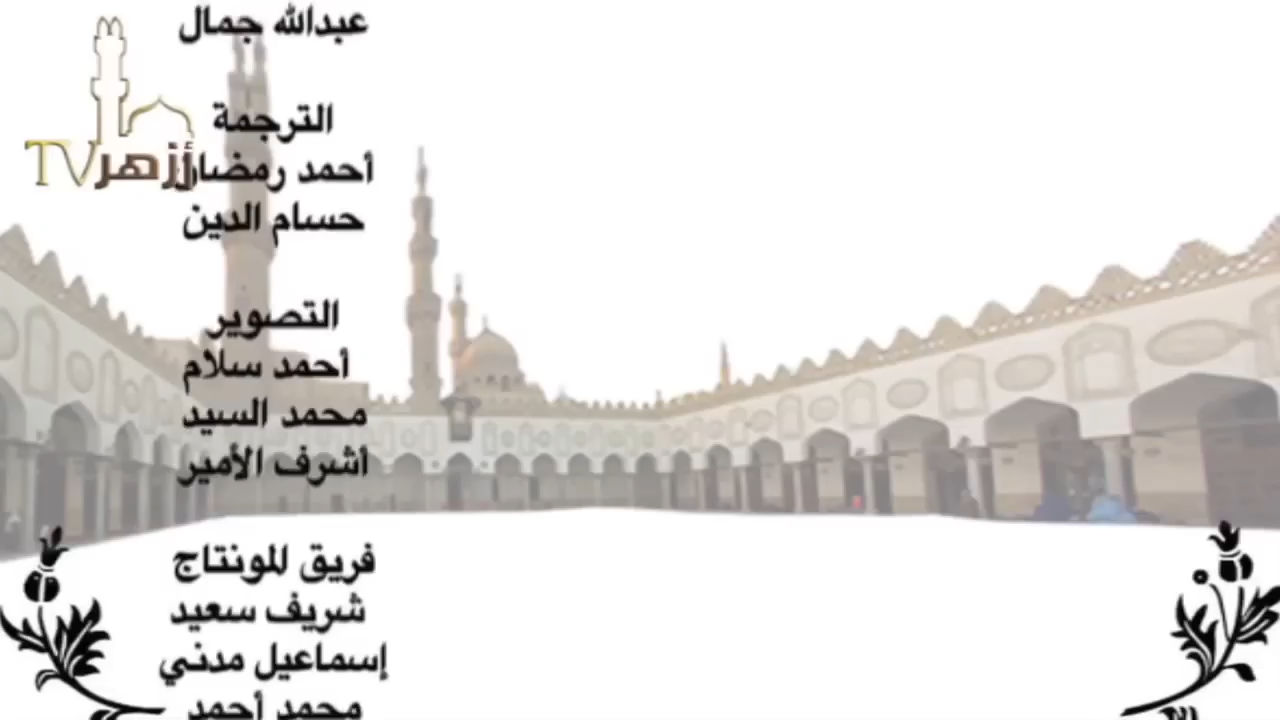 عبدالله جمال
أزهر TV
الترجمة
أحمد رمضان
حسام الدين
التصوير
أحمد سلام
محمد السيد
أشرف الأمير
فريق المونتاج
شريف سعيد
إسماعيل مدني
محمد أحمد